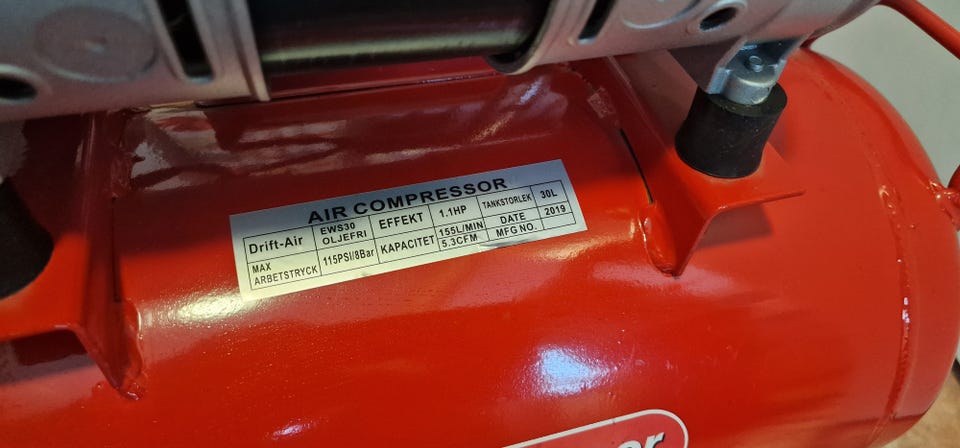 AIR COMPRESSOR
Drift-Air EWS30 OLJEFRI EFFEKT 1.1HP TANKSTORLEK 30L
MAX ARBETSTRYCK 115PSI/8Bar KAPACITET 155L/MIN 5.3CFM DATE 2019
MFG NO.